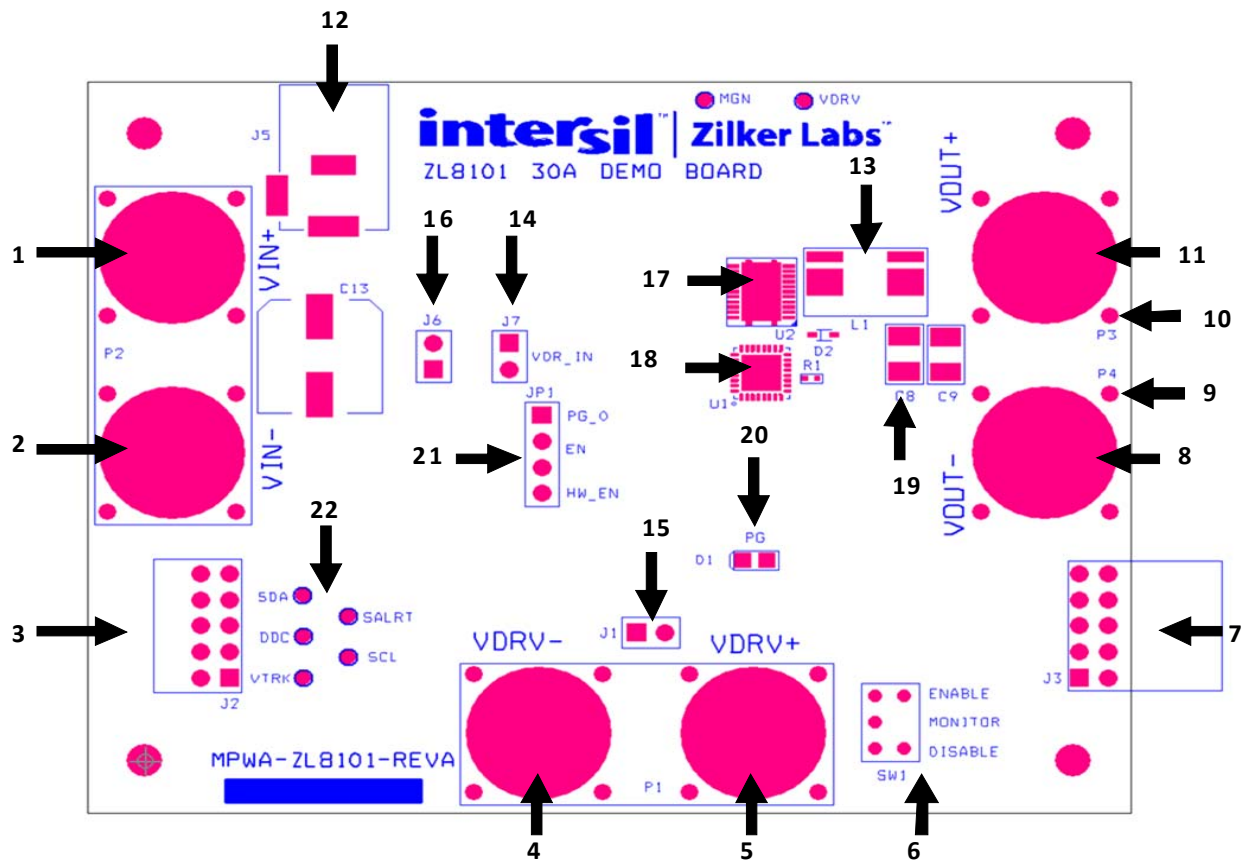 12
MGN
VDRV
J5
intersil™ Zilker Labs™
ZL8101 30A DEMO BOARD
VOUT+
13
16
14
1
VIN+
17
11
C13
J6
J7
U2
L1
10
P2
VDR_IN
D2
P3
18
R1
P4
JP1
U1
C8
C9
9
2
VIN-
PG_O
EN
21
HW_EN
20
19
8
VOUT-
22
15
PG
D1
3
SDA
SALRT
DDC
SCL
VTRK
J2
J1
VDRV-
VDRV+
7
J3
ENABLE
MONITOR
DISABLE
SW1
MPWA-ZL8101-REVA
P1
4
5
6